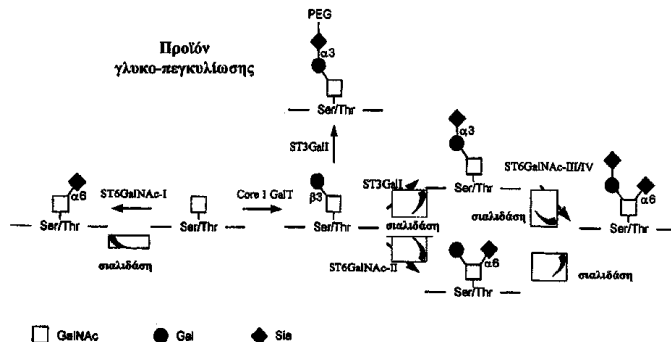 PEG
Προϊόν
γλυκο-πεγκυλίωσης
α3
Ser/Thr
ST3GalI
α6
ST6GalNAc-I
Core 1 GalT
β3
ST3GalI
α3
ST6GalNAc-III/IV
α6
Ser/Thr
Ser/Thr
Ser/Thr
Ser/Thr
Ser/Thr
σιαλιδάση
σιαλιδάση
ST6GalNAc-II
α6
σιαλιδάση
Ser/Thr
GalNAc
Gal
Sia